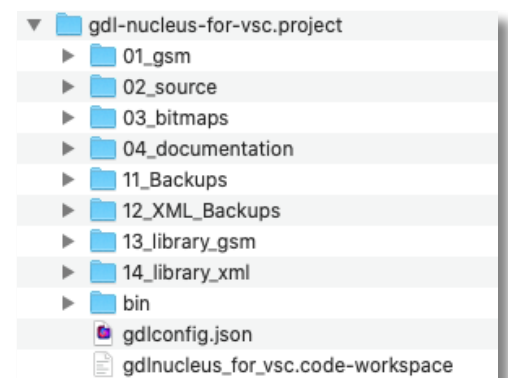 gdl-nucleus-for-vsc.project
01_gsm
02_source
03_bitmaps
04_documentation
11_Backups
12_XML_Backups
13_library_gsm
14_library_xml
bin
gdlconfig.json
gdlnucleus_for_vsc.code-workspace